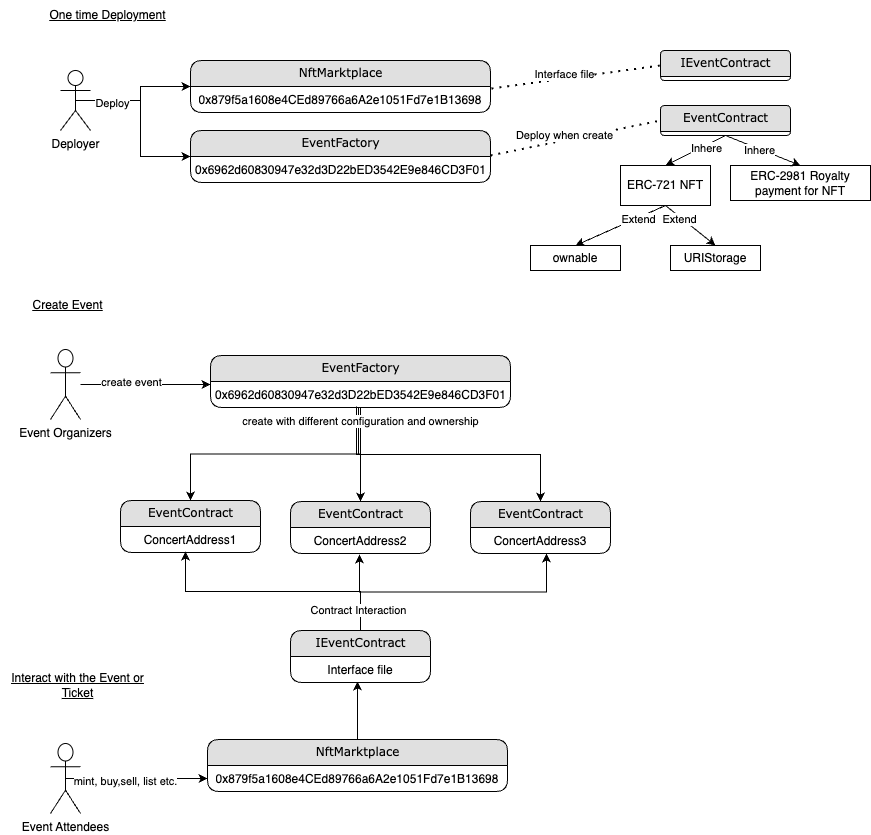 One time Deployment
Deployer
Deploy
NftMarktplace
0x879f5a1608e4CEd89766a6A2e1051Fd7e1B13698
EventFactory
0x6962d60830947e32d3D22bED3542E9e846CD3F01
Interface file
IEventContract
Deploy when create
EventContract
Inhere
Inhere
ERC-721 NFT
ERC-2981 Royalty
payment for NFT
Extend
Extend
ownable
URIStorage
Create Event
Event Organizers
create event
EventFactory
0x6962d60830947e32d3D22bED3542E9e846CD3F01
create with different configuration and ownership
EventContract
ConcertAddress1
EventContract
ConcertAddress2
EventContract
ConcertAddress3
Contract Interaction
IEventContract
Interface file
Interact with the Event or
Ticket
Event Attendees
mint, buy,sell, list etc.
NftMarktplace
0x879f5a1608e4CEd89766a6A2e1051Fd7e1B13698